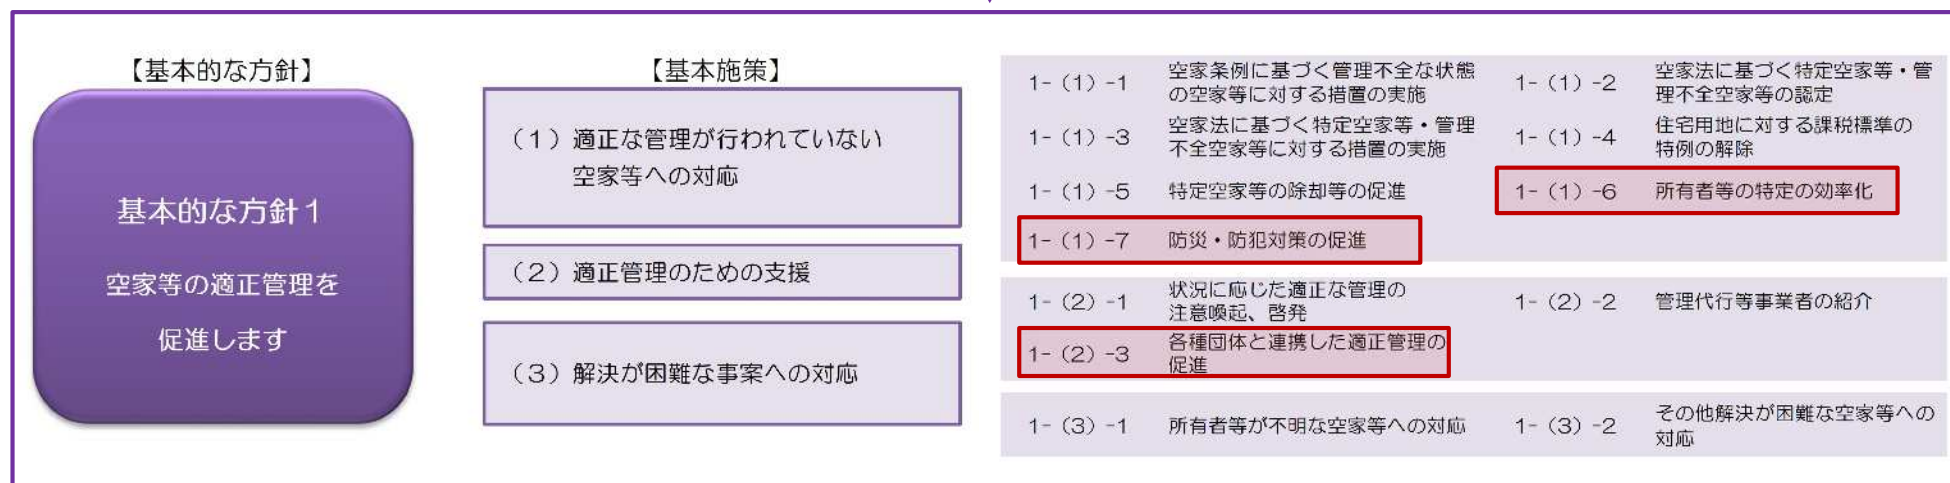 【基本的な方針】
基本的な方針1
空家等の適正管理を
促進します
【基本施策】
（1）適正な管理が行われていない
空家等への対応
（2）適正管理のための支援
（3）解決が困難な事案への対応
1-（1）-1 空家条例に基づく管理不全な状態
の空家等に対する措置の実施
1-（1）-2 空家法に基づく特定空家等・管
理不全空家等の認定
1-（1）-3 空家法に基づく特定空家等・管理
不全空家等に対する措置の実施
1-（1）-4 住宅用地に対する課税標準の
特例の解除
1-（1）-5 特定空家等の除却等の促進
1-（1）-6 所有者等の特定の効率化
1-（1）-7 防災・防犯対策の促進
1-（2）-1 状況に応じた適正な管理の
注意喚起、啓発
1-（2）-2 管理代行等事業者の紹介
1-（2）-3 各種団体と連携した適正管理の
促進
1-（3）-1 所有者等が不明な空家等への対応
1-（3）-2 その他解決が困難な空家等への
対応